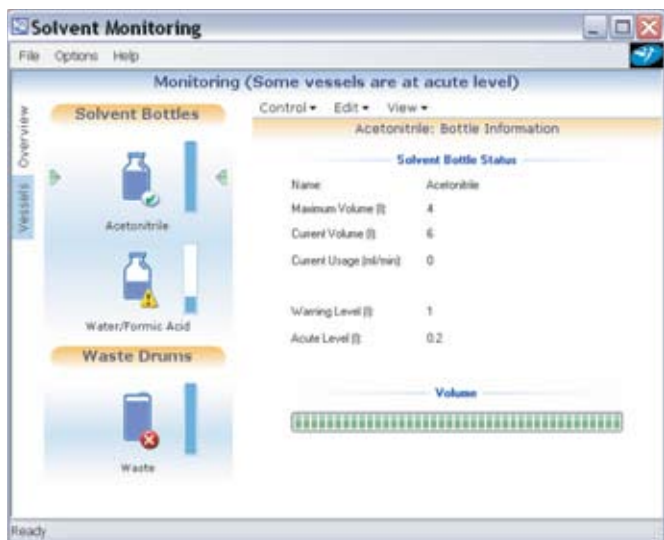 Solvent Monitoring
File Options Help
Monitoring (Some vessels are at acute level)
Overview
Vessels
Solvent Bottles
Acetonitrile
Water/Formic Acid
Waste Drums
Waste
Control Edit View
Acetonitrile: Bottle Information
Solvent Bottle Status
Name Acetonitrile
Maximum Volume (l): 4
Current Volume (l): 6
Current Usage (ml/min): 0
Warning Level (l): 1
Acute Level (l): 0.2
Volume
Ready